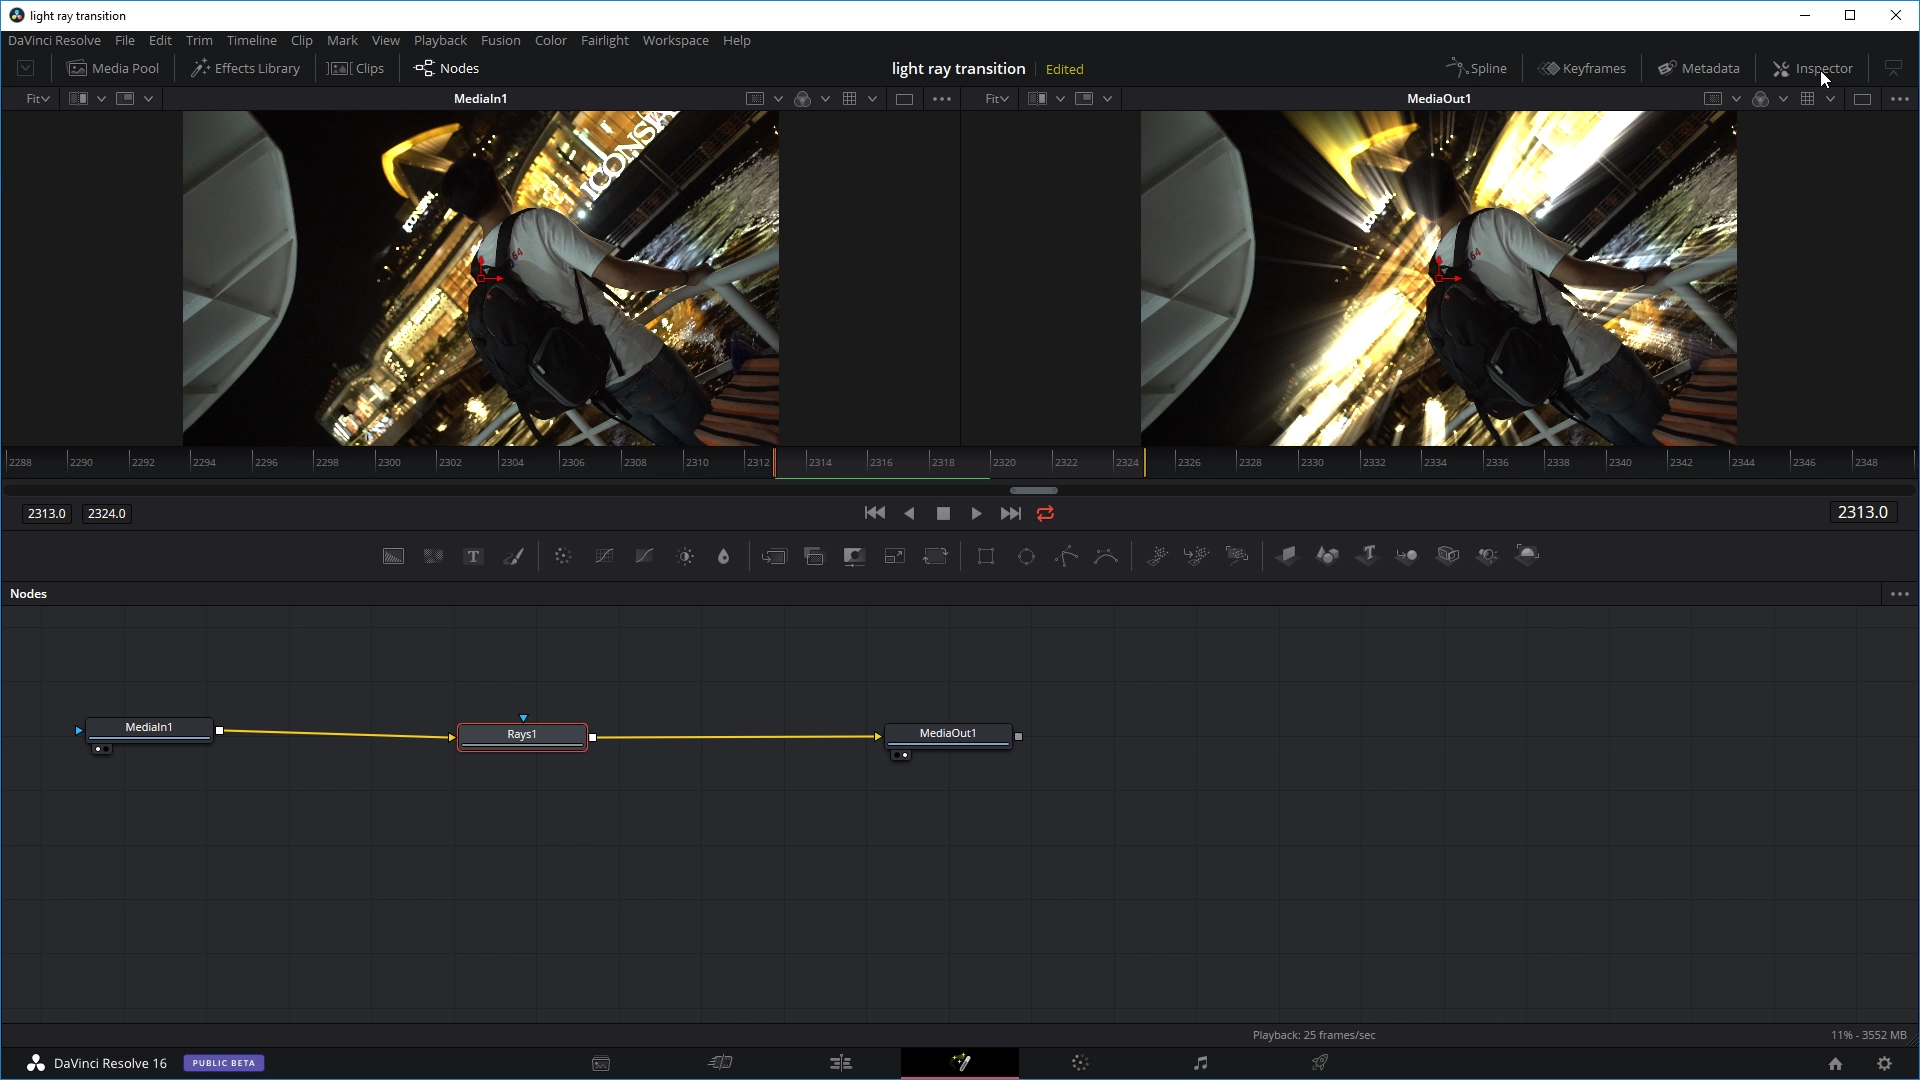 light ray transition
DaVinci Resolve File Edit Trim Timeline Clip Mark View Playback Fusion Color Fairlight Workspace Help
Media Pool Effects Library Clips Nodes light ray transition Edited Spline Keyframes Metadata Inspector
Fit MediaIn1 Fit MediaOut1
ICONSIA
64
64
2288 2290 2292 2294 2296 2298 2300 2302 2304 2306 2308 2310 2312 2314 2316 2318 2320 2322 2324 2326 2328 2330 2332 2334 2336 2338 2340 2342 2344 2346 2348
2313.0 2324.0 2313.0
Nodes
MediaIn1 Rays1 MediaOut1
Playback: 25 frames/sec 11% - 3552 MB
DaVinci Resolve 16 PUBLIC BETA